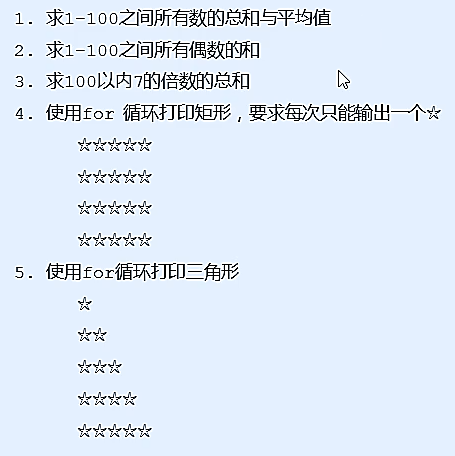 1. 求1-100之间所有数的总和与平均值
2. 求1-100之间所有偶数的和
3. 求100以内7的倍数的总和
4. 使用for 循环打印矩形，要求每次只能输出一个☆
☆☆☆☆☆
☆☆☆☆☆
☆☆☆☆☆
☆☆☆☆☆
5. 使用for循环打印三角形
☆
☆☆
☆☆☆
☆☆☆☆
☆☆☆☆☆